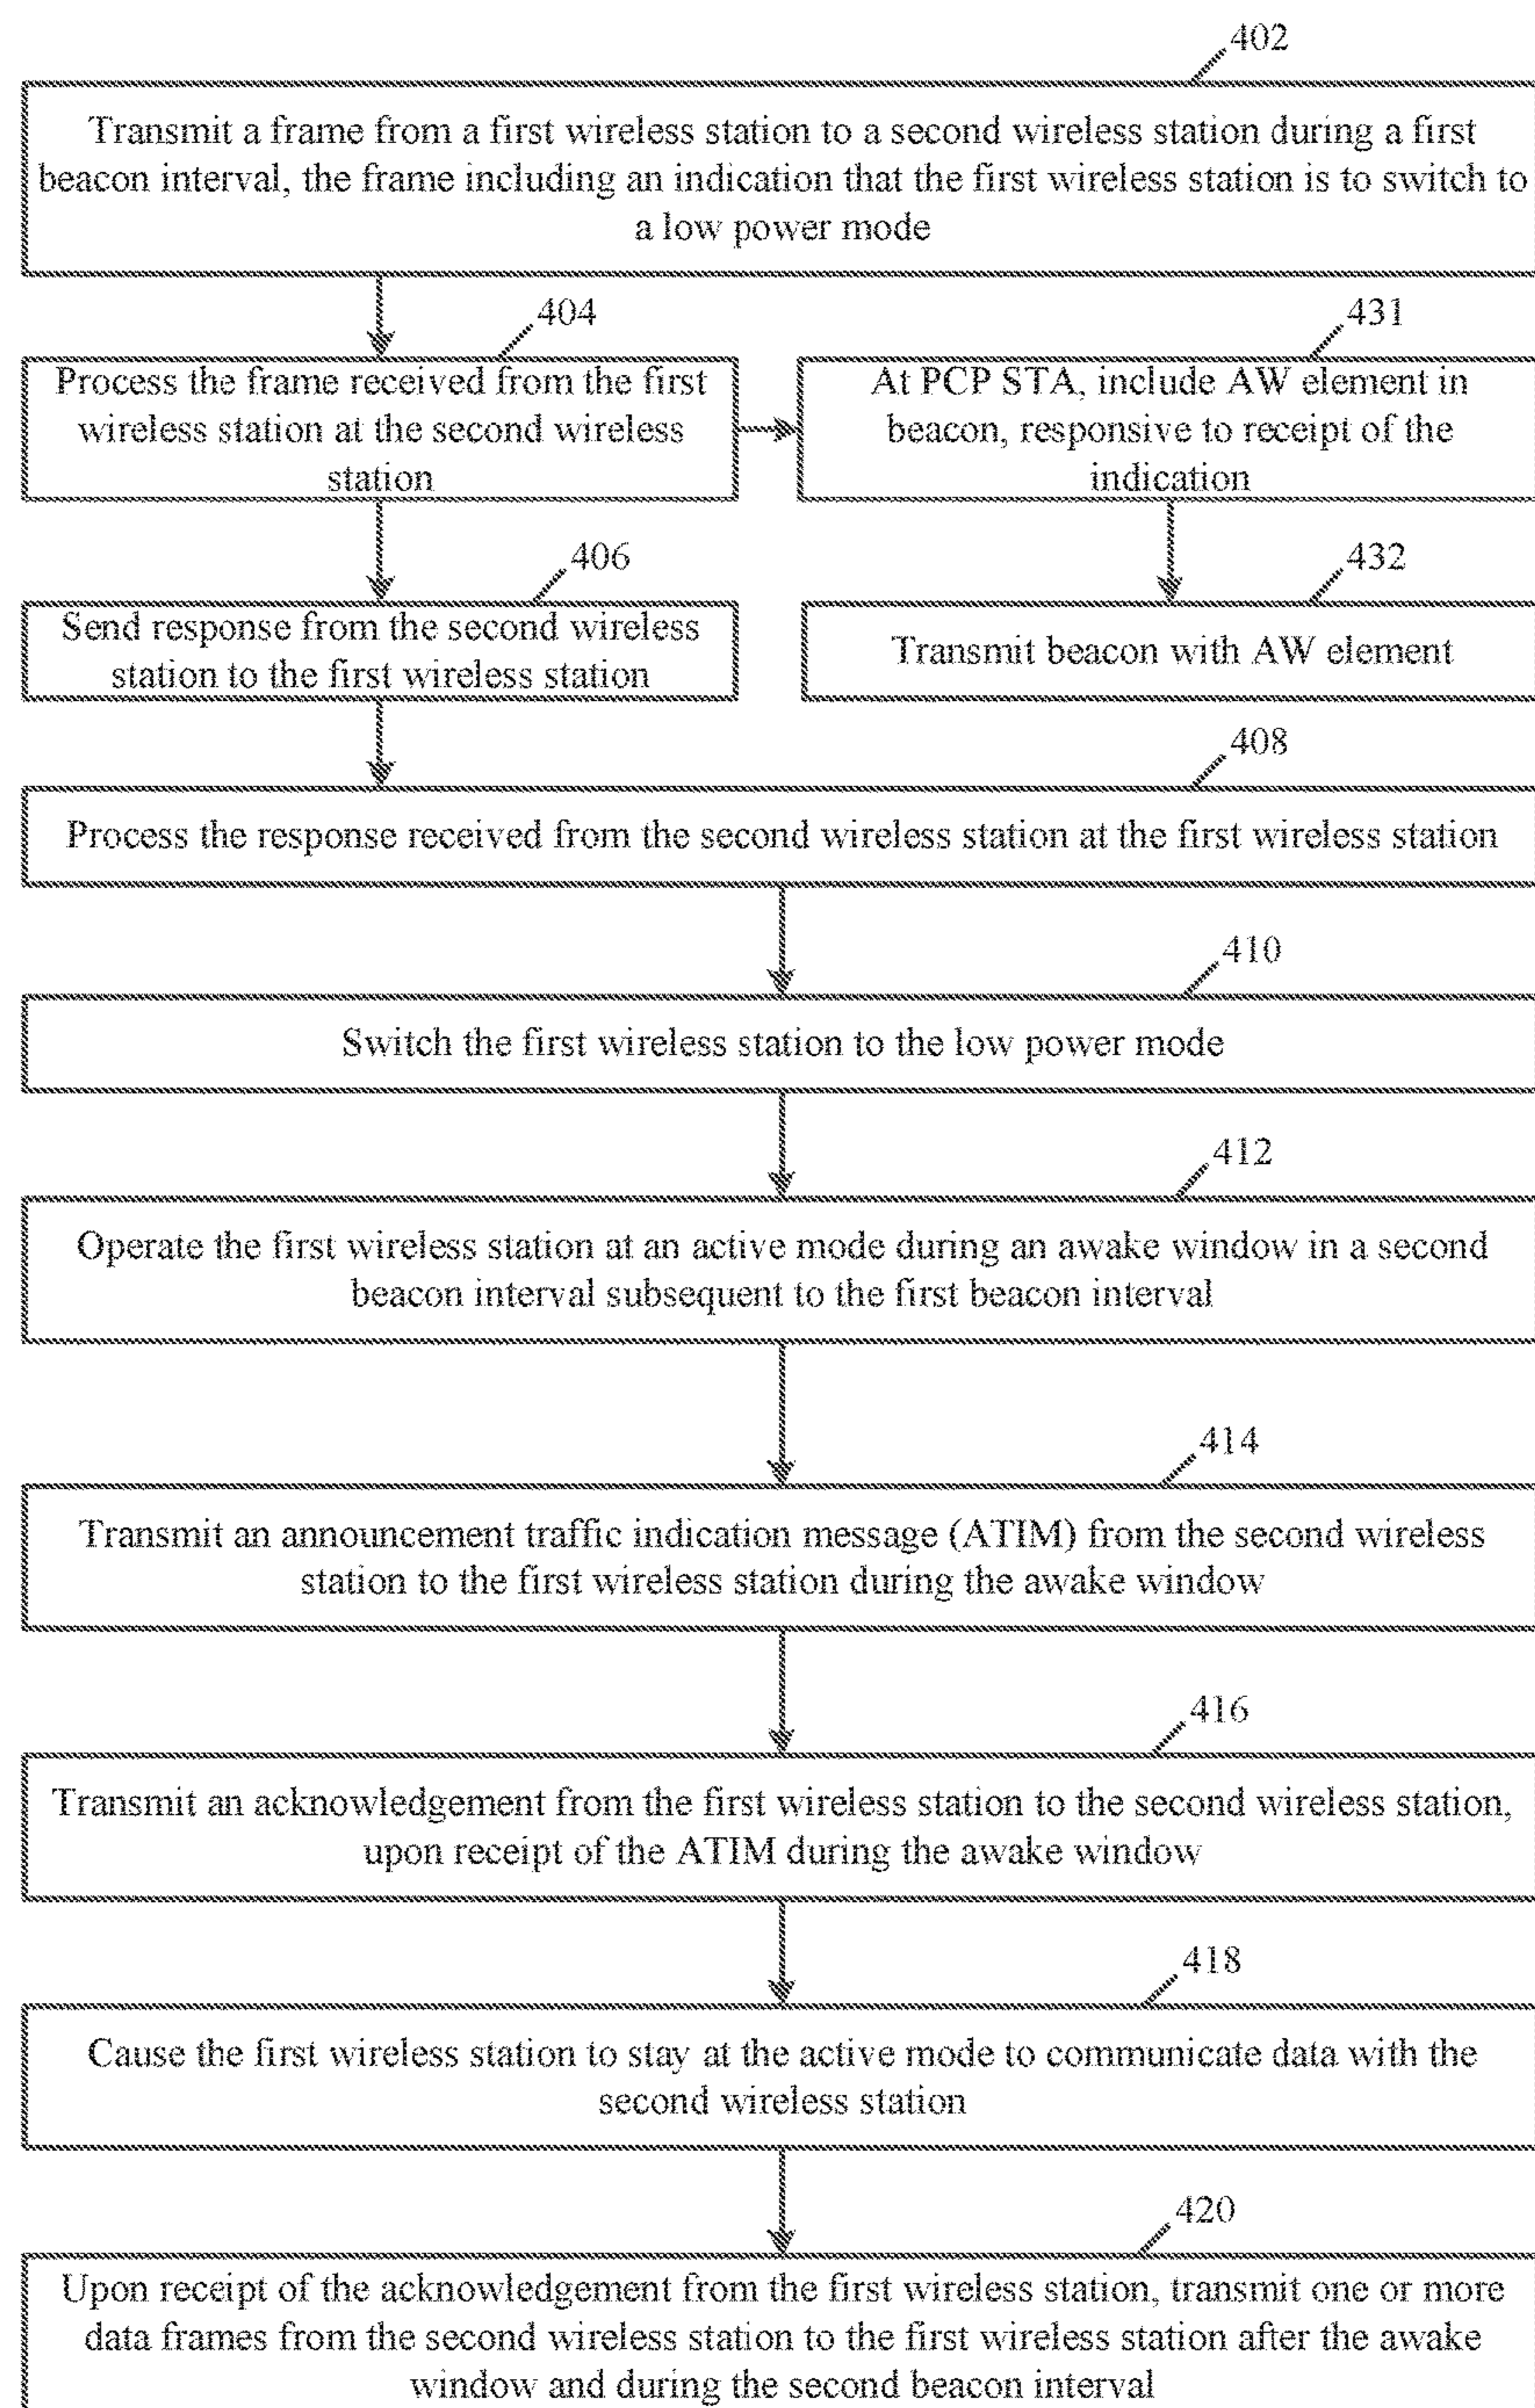 402
Transmit a frame from a first wireless station to a second wireless station during a first
beacon interval, the frame including an indication that the first wireless station is to switch to
a low power mode
404
Process the frame received from the first
wireless station at the second wireless
station
431
At PCP STA, include AW element in
beacon, responsive to receipt of the
indication
406
Send response from the second wireless
station to the first wireless station
432
Transmit beacon with AW element
408
Process the response received from the second wireless station at the first wireless station
410
Switch the first wireless station to the low power mode
412
Operate the first wireless station at an active mode during an awake window in a second
beacon interval subsequent to the first beacon interval
414
Transmit an announcement traffic indication message (ATIM) from the second wireless
station to the first wireless station during the awake window
416
Transmit an acknowledgement from the first wireless station to the second wireless station,
upon receipt of the ATIM during the awake window
418
Cause the first wireless station to stay at the active mode to communicate data with the
second wireless station
420
Upon receipt of the acknowledgement from the first wireless station, transmit one or more
data frames from the second wireless station to the first wireless station after the awake
window and during the second beacon interval